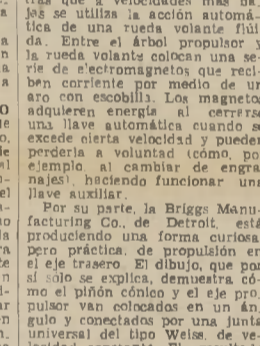 tras que a velocidades más ba-
jas se utiliza la acción automá-
tica de una rueda volante flúi
da. Entre el árbol propulsor y
la rueda volante colocan una se-
rie de electromagnetos que reci-
ben corriente por medio de un
aro con escobilla. Los magneto
adquieren energía al cerrarse
una llave automática cuando se
excede cierta velocidad y pueden
perderla a voluntad (cómo, por
ejemplo al cambiar de engra
najes), haciendo funcionar una
llave auxiliar.
Por su parte, la Briggs Manu-
facturing Co., de Detroit, está
produciendo una forma curiosa
pero práctica, de propulsión en
el eje trasero. El dibujo, que por
sí solo se explica, demuestra có-
mo el piñón cónico y el eje pro
pulsor van colocados en un án
gulo y conectados por una junta
universal del tipo Weiss, de ve-